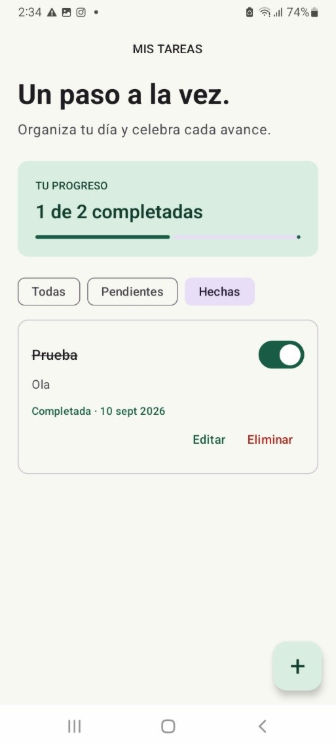 2:34
74%
MIS TAREAS
Un paso a la vez.
Organiza tu día y celebra cada avance.
TU PROGRESO
1 de 2 completadas
Todas
Pendientes
Hechas
Prueba
Ola
Completada · 10 sept 2026
Editar
Eliminar
+